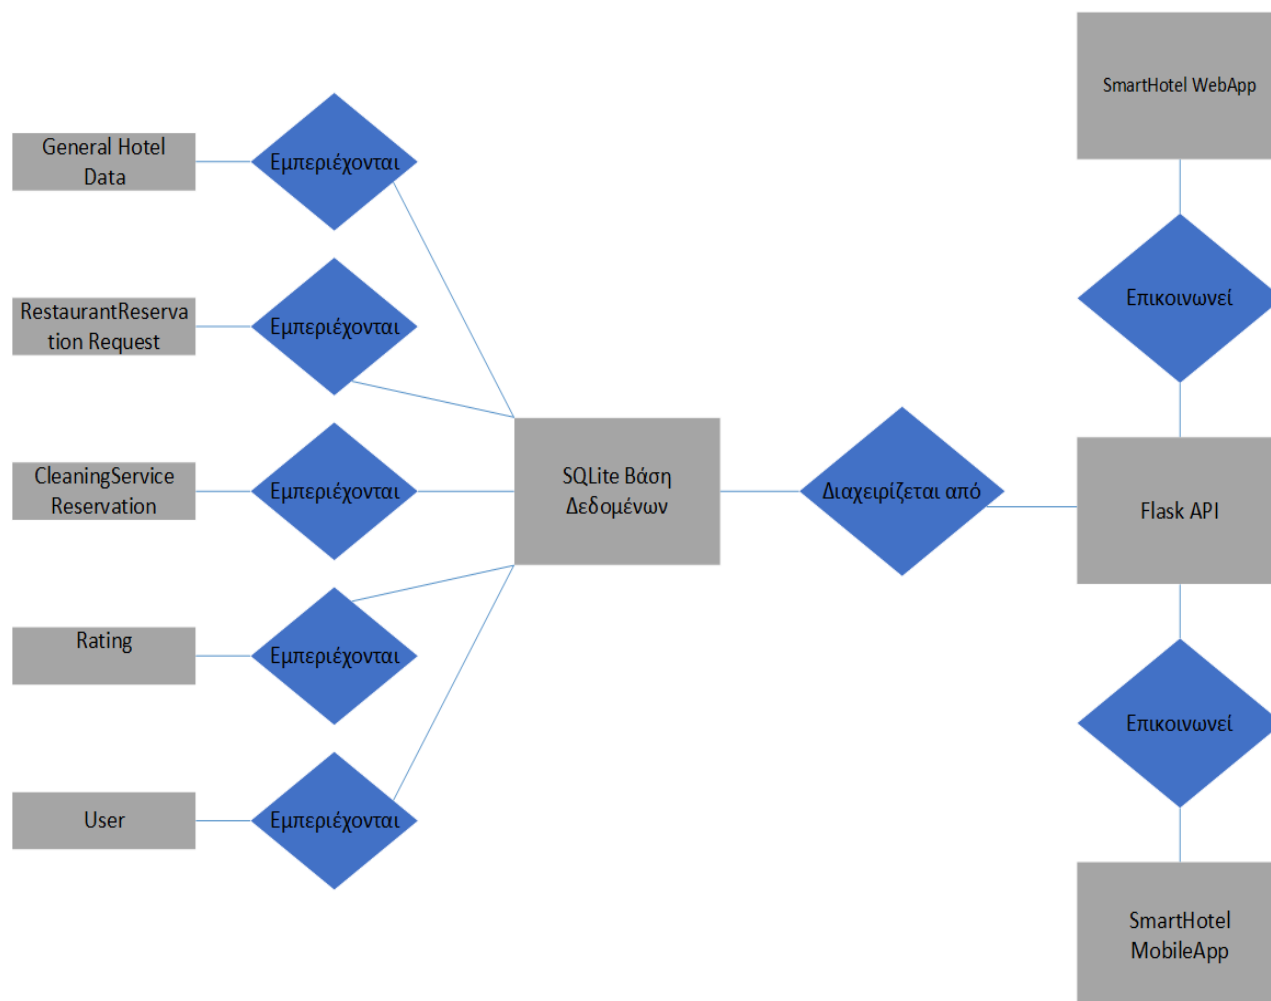 SmartHotel WebApp
General Hotel
Data
Εμπεριέχονται
Επικοινωνεί
RestaurantReserva
tion Request
Εμπεριέχονται
CleaningService
Reservation
Εμπεριέχονται
SQLite Βάση
Δεδομένων
Διαχειρίζεται από
Flask API
Rating
Εμπεριέχονται
Επικοινωνεί
User
Εμπεριέχονται
SmartHotel
MobileApp